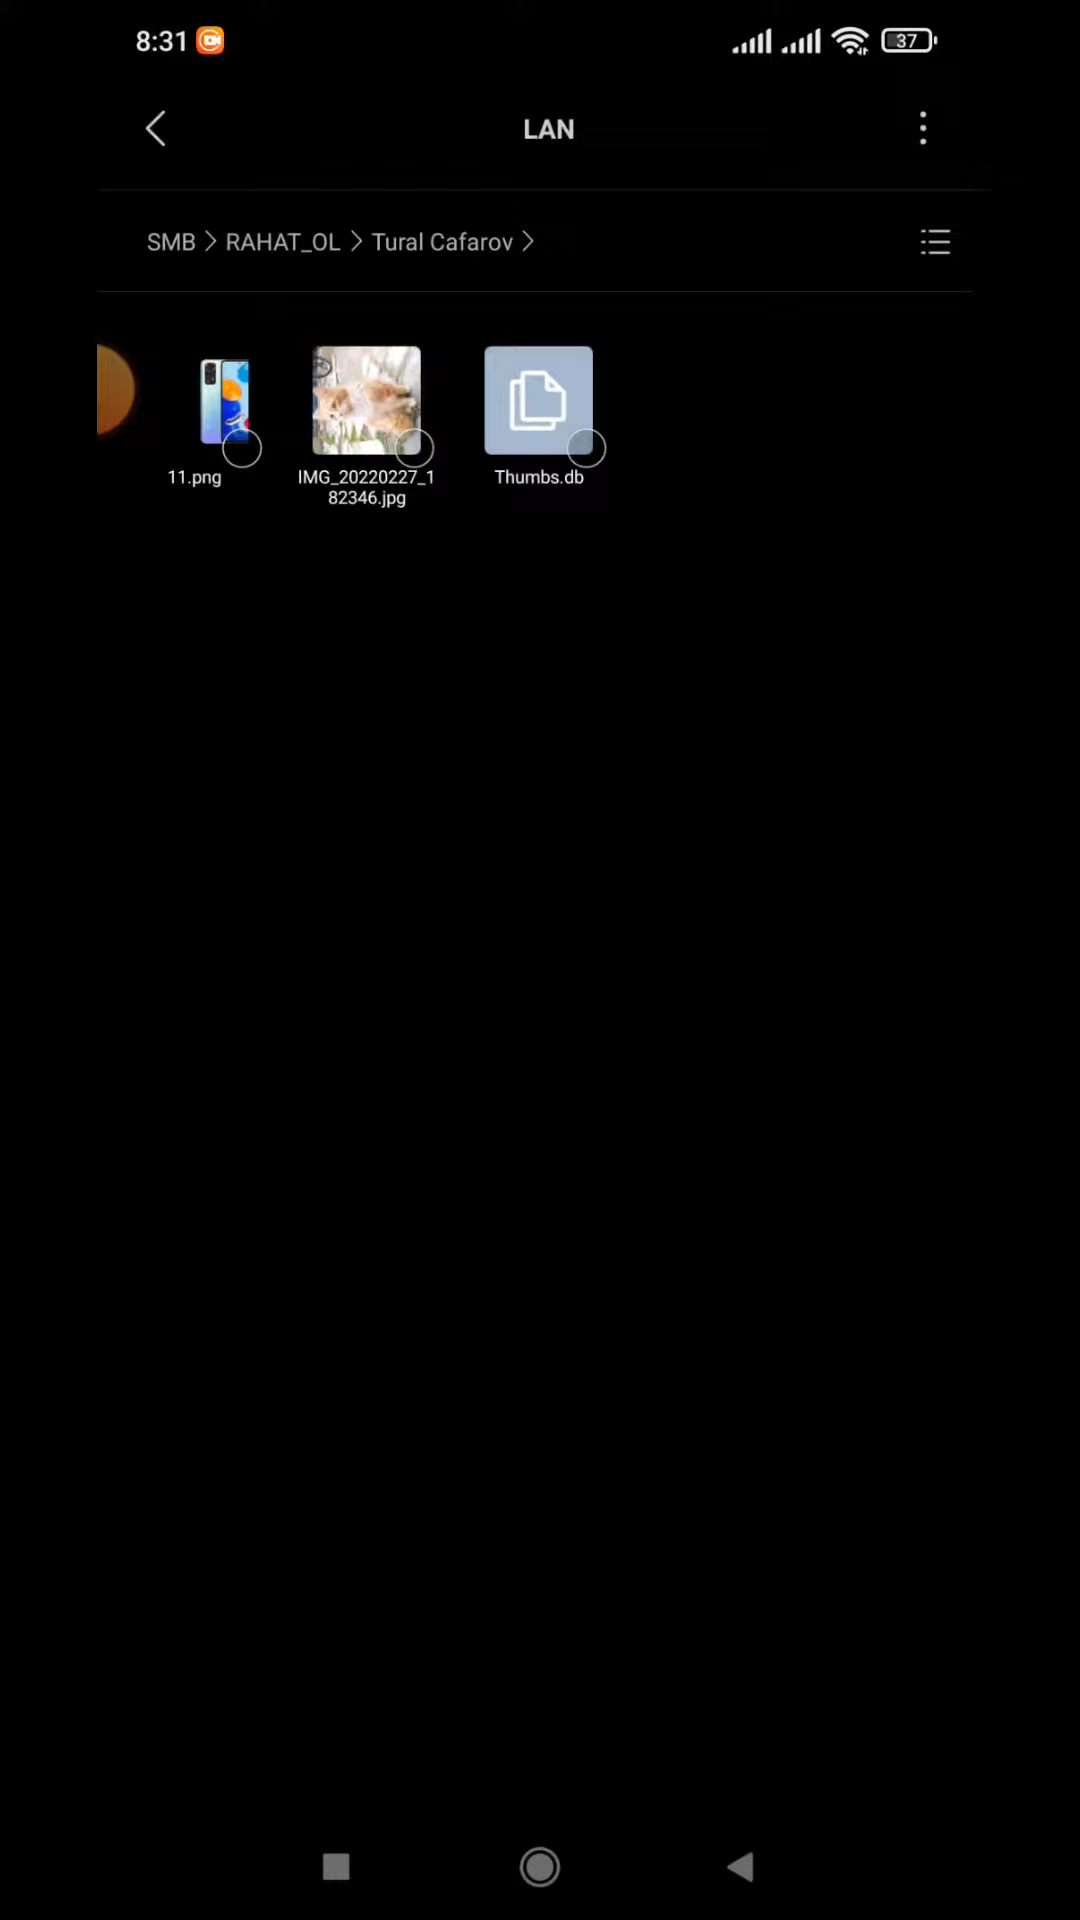 8:31
37
LAN
SMB > RAHAT_OL > Tural Cafarov >
11.png
IMG_20220227_1
82346.jpg
Thumbs.db